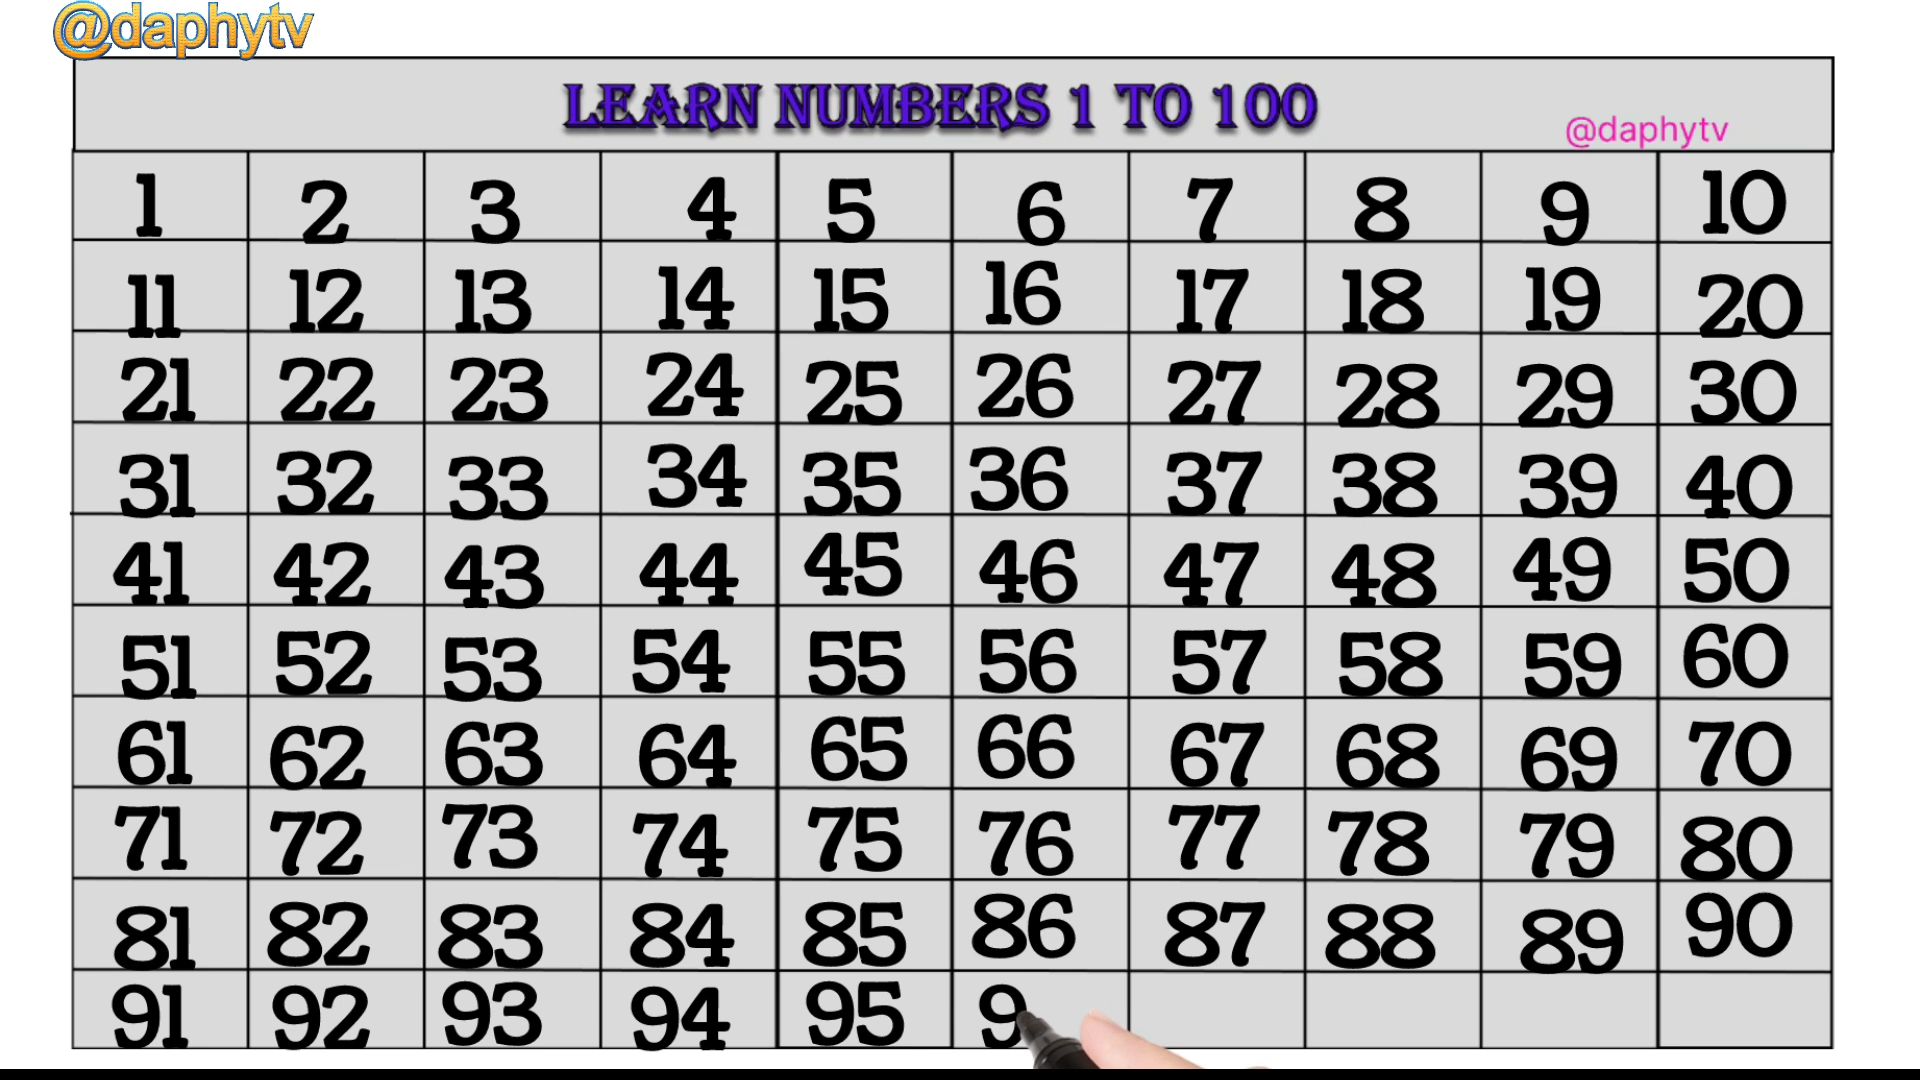 @daphytv
LEARN NUMBERS 1 TO 100
@daphytv
1 2 3 4 5 6 7 8 9 10
11 12 13 14 15 16 17 18 19 20
21 22 23 24 25 26 27 28 29 30
31 32 33 34 35 36 37 38 39 40
41 42 43 44 45 46 47 48 49 50
51 52 53 54 55 56 57 58 59 60
61 62 63 64 65 66 67 68 69 70
71 72 73 74 75 76 77 78 79 80
81 82 83 84 85 86 87 88 89 90
91 92 93 94 95 9